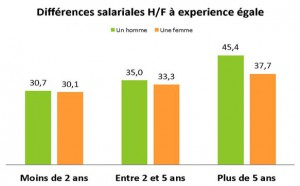 Différences salariales H/F à experience égale
Un homme Une femme
30,7 30,1 35,0 33,3 45,4 37,7
Moins de 2 ans Entre 2 et 5 ans Plus de 5 ans